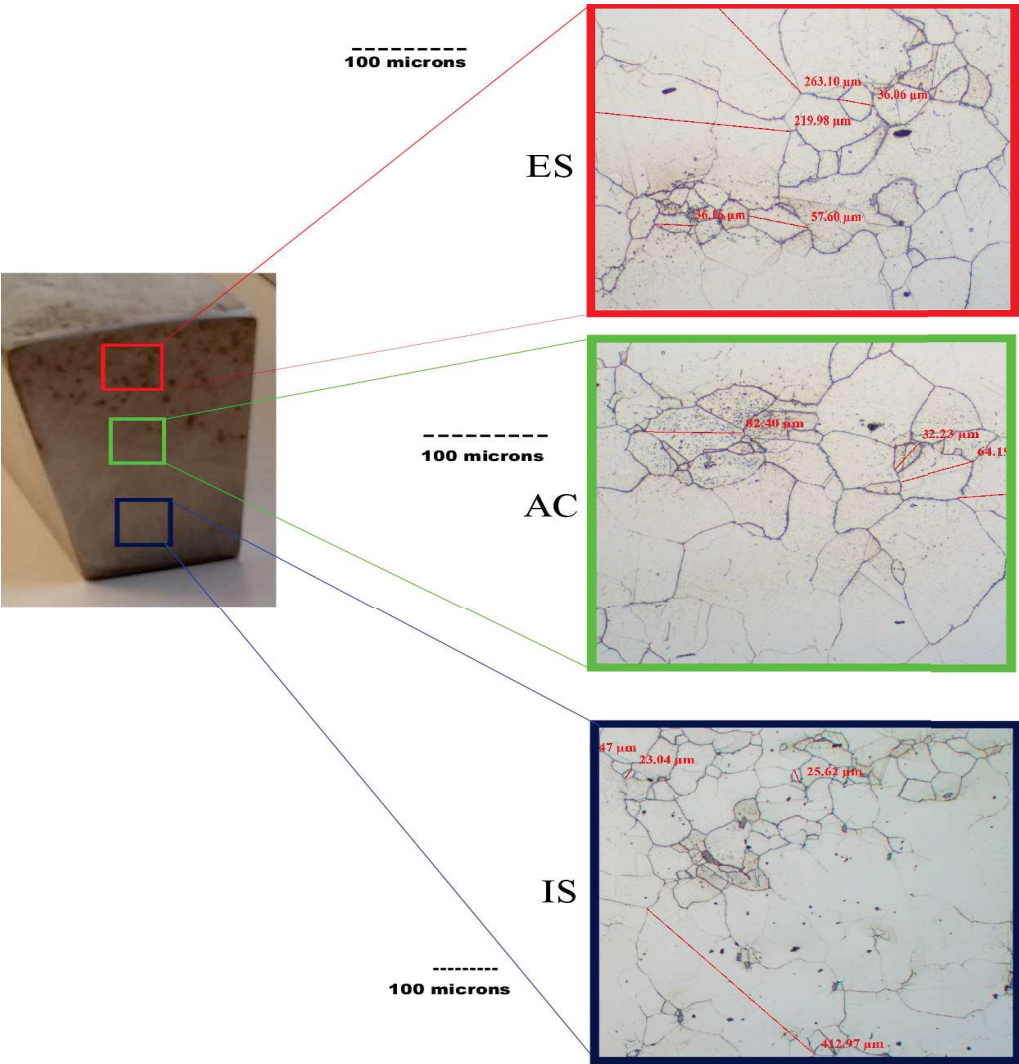 100 microns
263.10 µm
36.06 µm
219.98 µm
ES
36.16 µm
57.60 µm
82.40 µm
32.23 µm
100 microns
64.19
AC
47 µm
23.04 µm
25.62 µm
IS
100 microns
412.97 µm